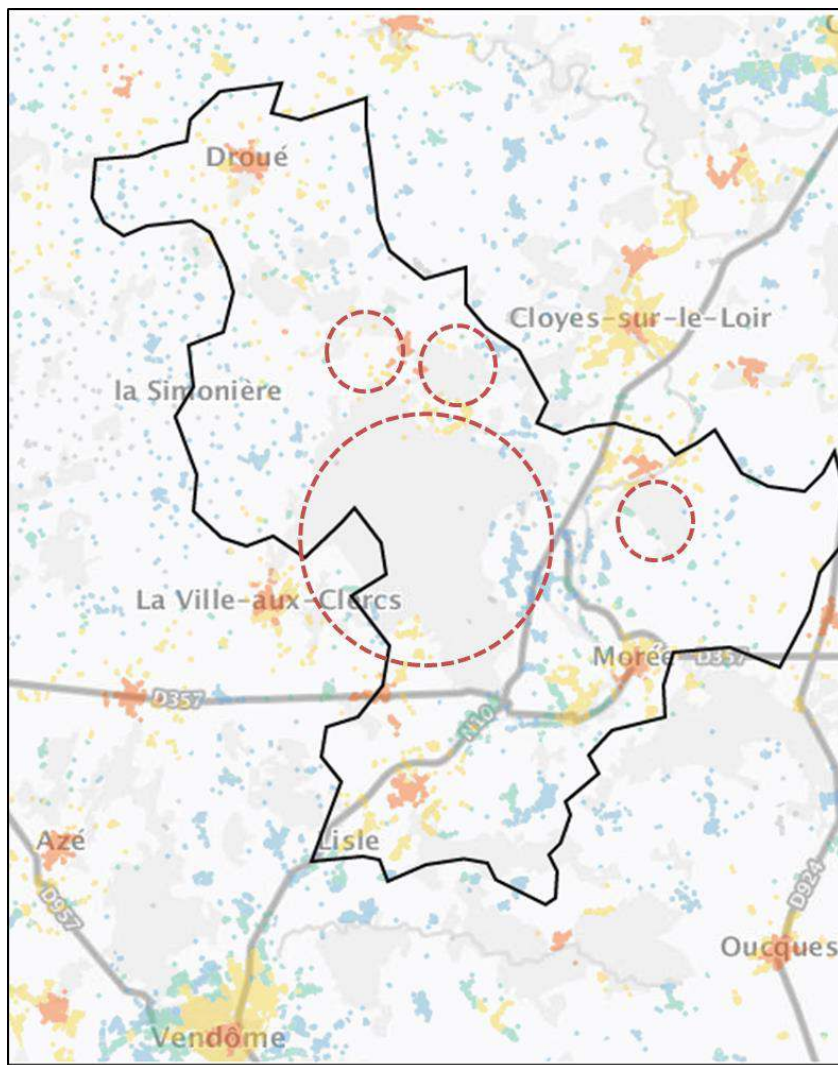 Droué
Cloyes-sur-le-Loir
la Simonière
La Ville-aux-Clercs
Morée
D357
D357
N10
Azé
Lisle
D957
D924
Oucques
Vendôme